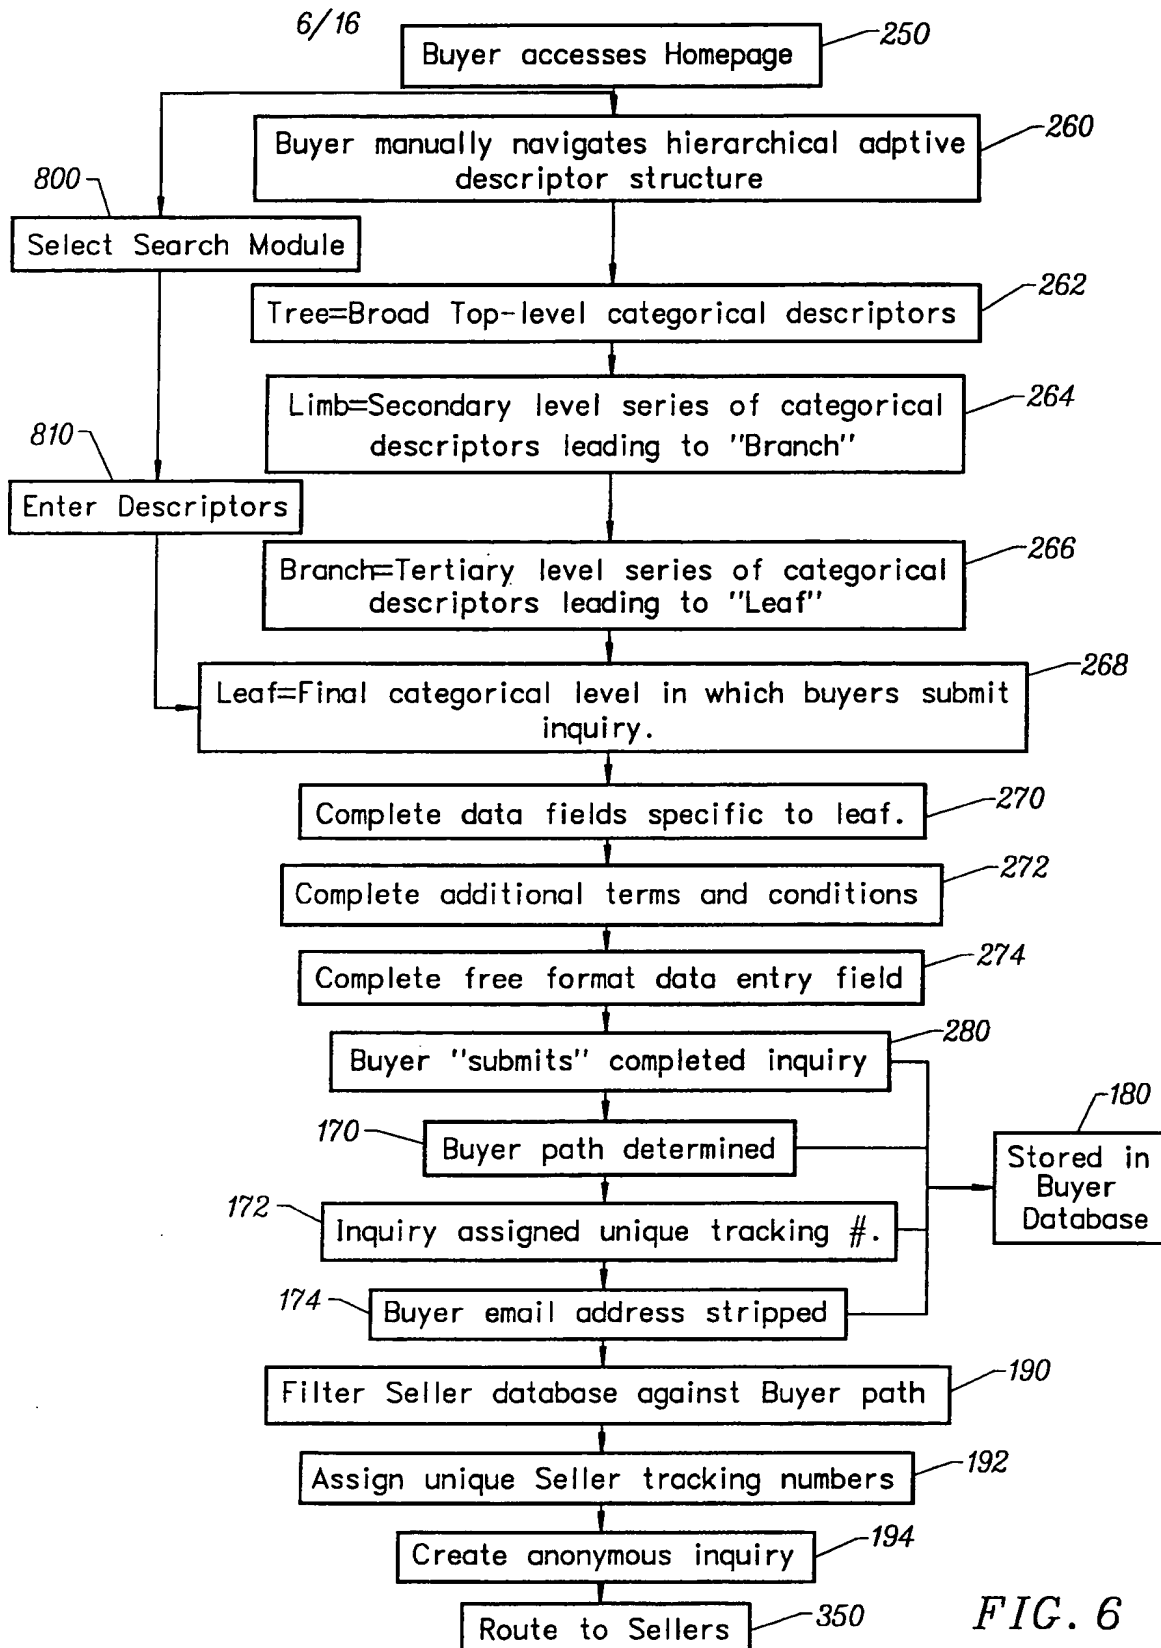 6/16
Buyer accesses Homepage
250
Buyer manually navigates hierarchical adptive
descriptor structure
260
800
Select Search Module
Tree=Broad Top-level categorical descriptors
262
Limb=Secondary level series of categorical
descriptors leading to "Branch"
264
810
Enter Descriptors
Branch=Tertiary level series of categorical
descriptors leading to "Leaf"
266
Leaf=Final categorical level in which buyers submit
inquiry.
268
Complete data fields specific to leaf.
270
Complete additional terms and conditions
272
Complete free format data entry field
274
Buyer "submits" completed inquiry
280
170
Buyer path determined
180
Stored in
Buyer
Database
172
Inquiry assigned unique tracking #.
174
Buyer email address stripped
Filter Seller database against Buyer path
190
Assign unique Seller tracking numbers
192
Create anonymous inquiry
194
Route to Sellers
350
FIG. 6